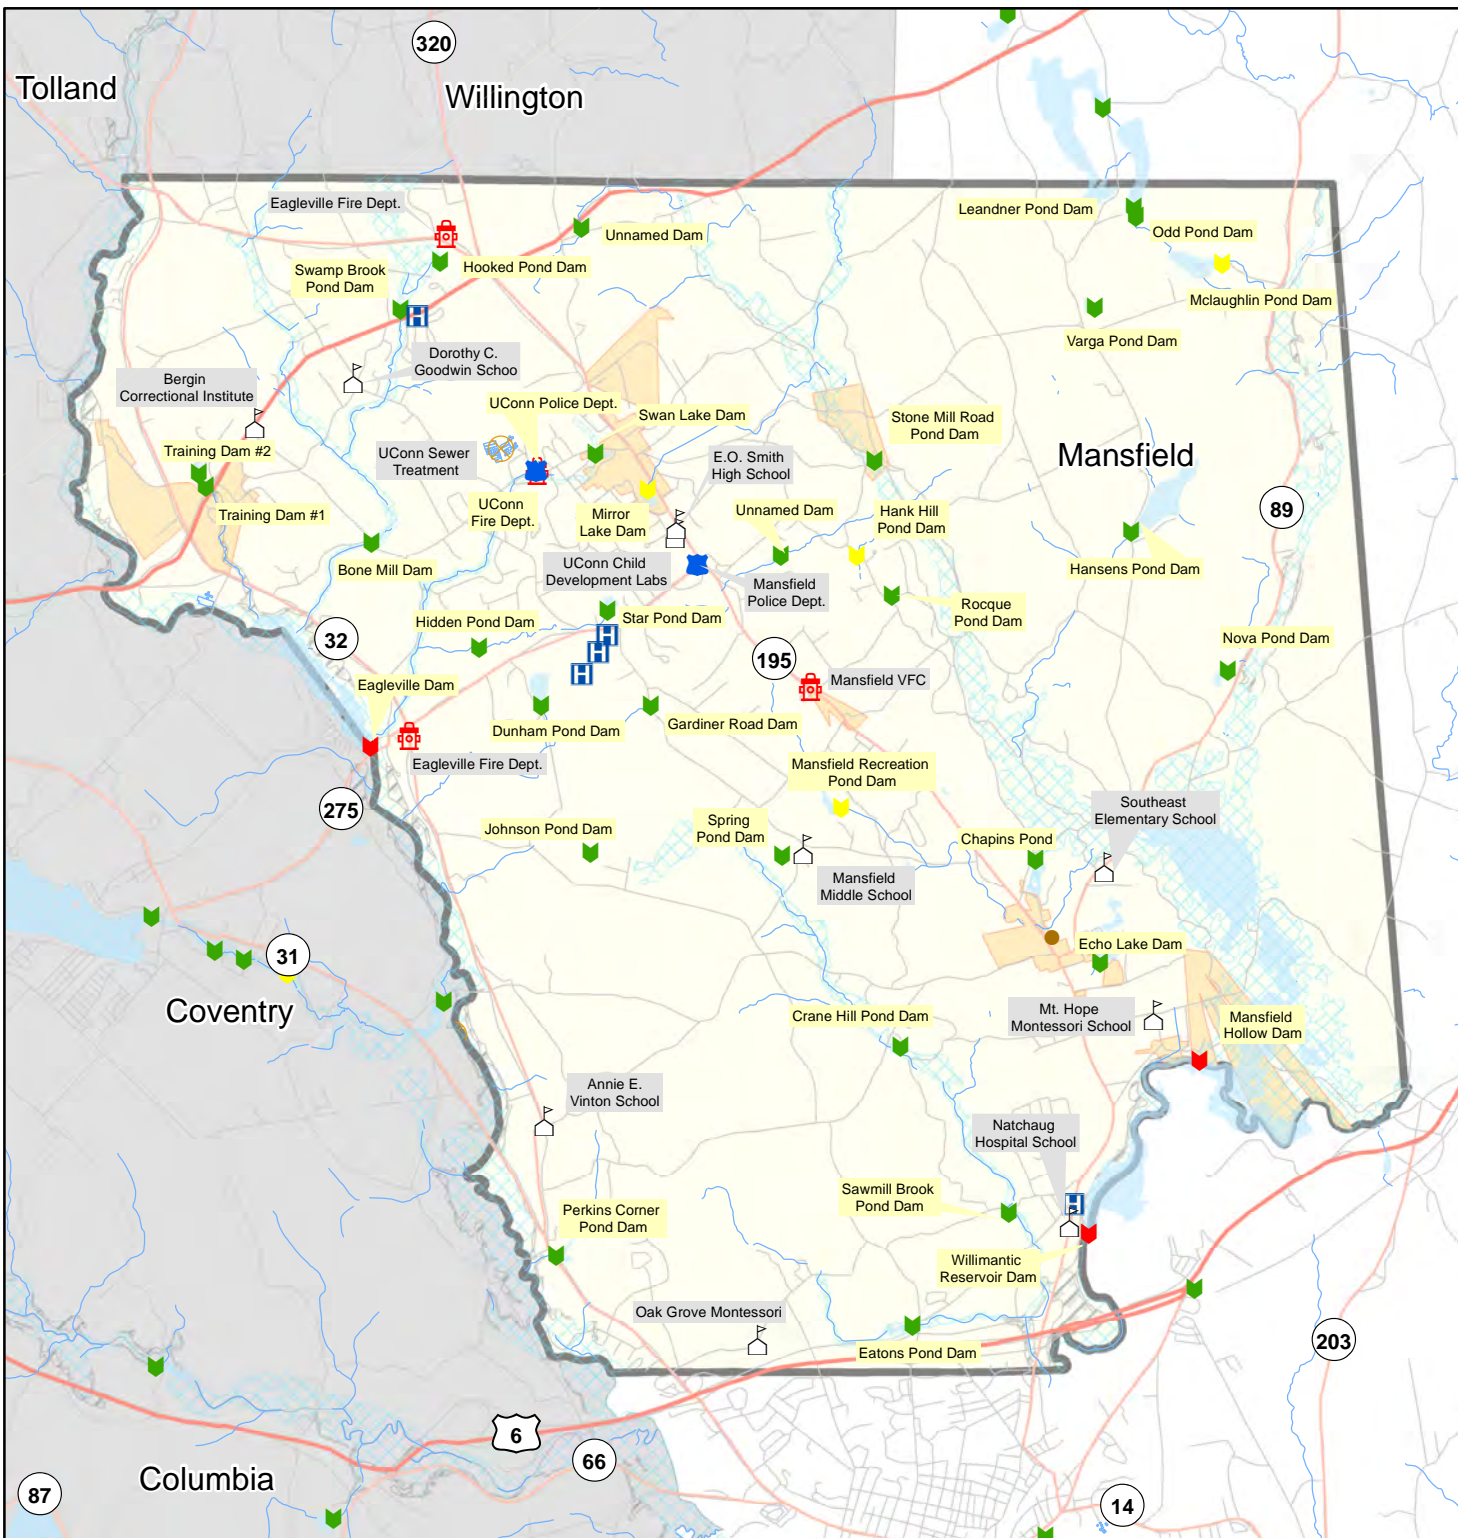 320
Tolland
Willington
Eagleville Fire Dept.
Leandner Pond Dam
Unnamed Dam
Odd Pond Dam
Swamp Brook
Pond Dam
Hooked Pond Dam
Mclaughlin Pond Dam
H
Varga Pond Dam
Dorothy C.
Goodwin Schoo
Bergin
Correctional Institute
UConn Police Dept.
Swan Lake Dam
Stone Mill Road
Pond Dam
Mansfield
Training Dam #2
UConn Sewer
Treatment
E.O. Smith
High School
89
Training Dam #1
UConn
Fire Dept.
Mirror
Lake Dam
Unnamed Dam
Hank Hill
Pond Dam
Bone Mill Dam
UConn Child
Development Labs
Mansfield
Police Dept.
Hansens Pond Dam
Rocque
Pond Dam
Hidden Pond Dam
Star Pond Dam
32
H
H
H
Nova Pond Dam
195
Eagleville Dam
Mansfield VFC
Dunham Pond Dam
Gardiner Road Dam
Eagleville Fire Dept.
Mansfield Recreation
Pond Dam
275
Southeast
Elementary School
Johnson Pond Dam
Spring
Pond Dam
Chapins Pond
Mansfield
Middle School
31
Echo Lake Dam
Coventry
Crane Hill Pond Dam
Mt. Hope
Montessori School
Mansfield
Hollow Dam
Annie E.
Vinton School
Natchaug
Hospital School
Sawmill Brook
Pond Dam
H
Perkins Corner
Pond Dam
Willimantic
Reservoir Dam
Oak Grove Montessori
Eatons Pond Dam
203
6
66
Columbia
87
14